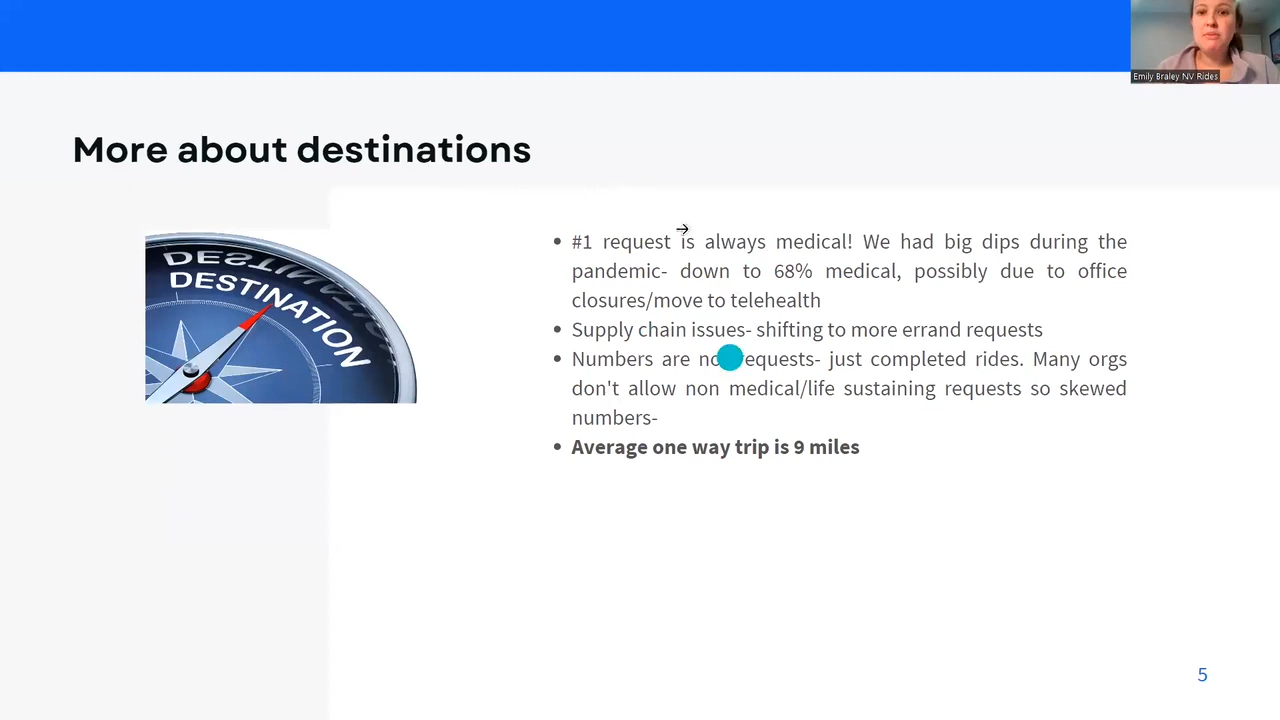 Emily Braley NV Rides
More about destinations
DESTINATION
DESTINATION
#1 request is always medical! We had big dips during the
pandemic- down to 68% medical, possibly due to office
closures/move to telehealth
Supply chain issues- shifting to more errand requests
Numbers are requests- just completed rides. Many orgs
don't allow non medical/life sustaining requests so skewed
numbers-
Average one way trip is 9 miles
5